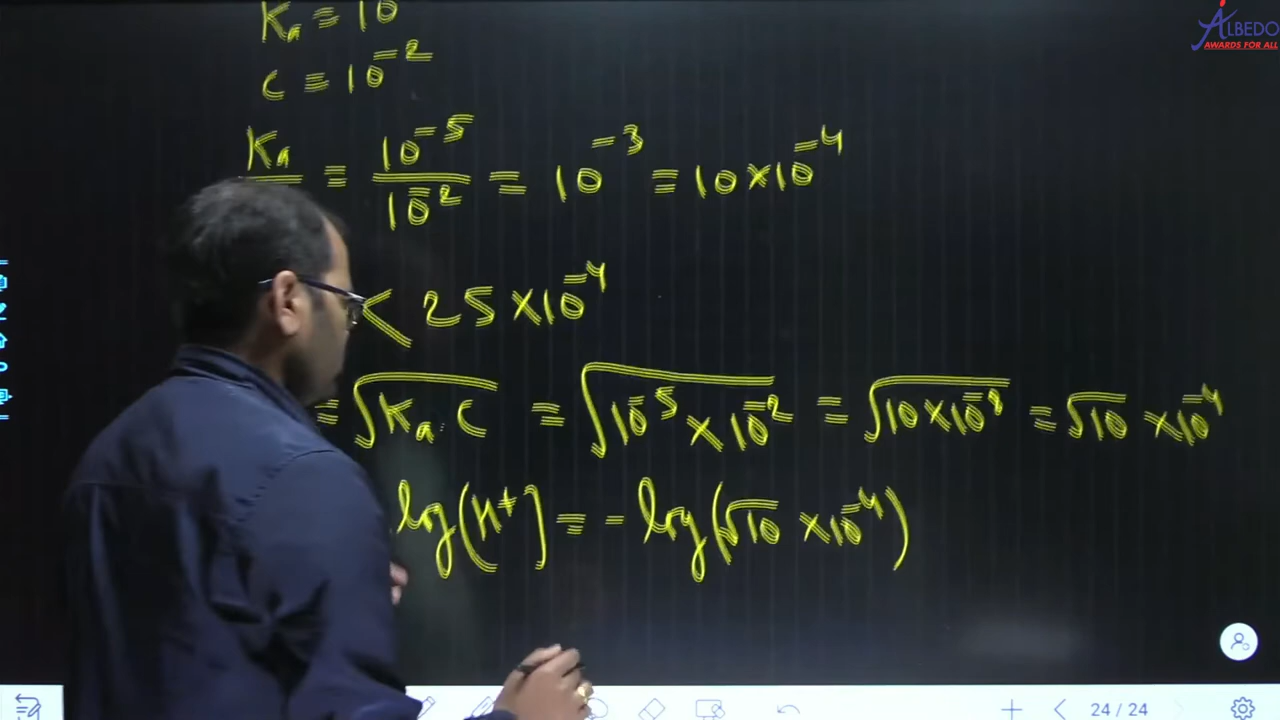 ALBEDO
AWARDS FOR ALL
Ka = 10
C = 10^-2
Ka = 10^-5 / 10^-2 = 10^-3 = 10 × 10^-4
< 25 × 10^-4
= √Ka.C = √10^-5 × 10^-2 = √10 × 10^-8 = √10 × 10^-4
log(H+] = - log(√10 × 10^-4)
24 / 24